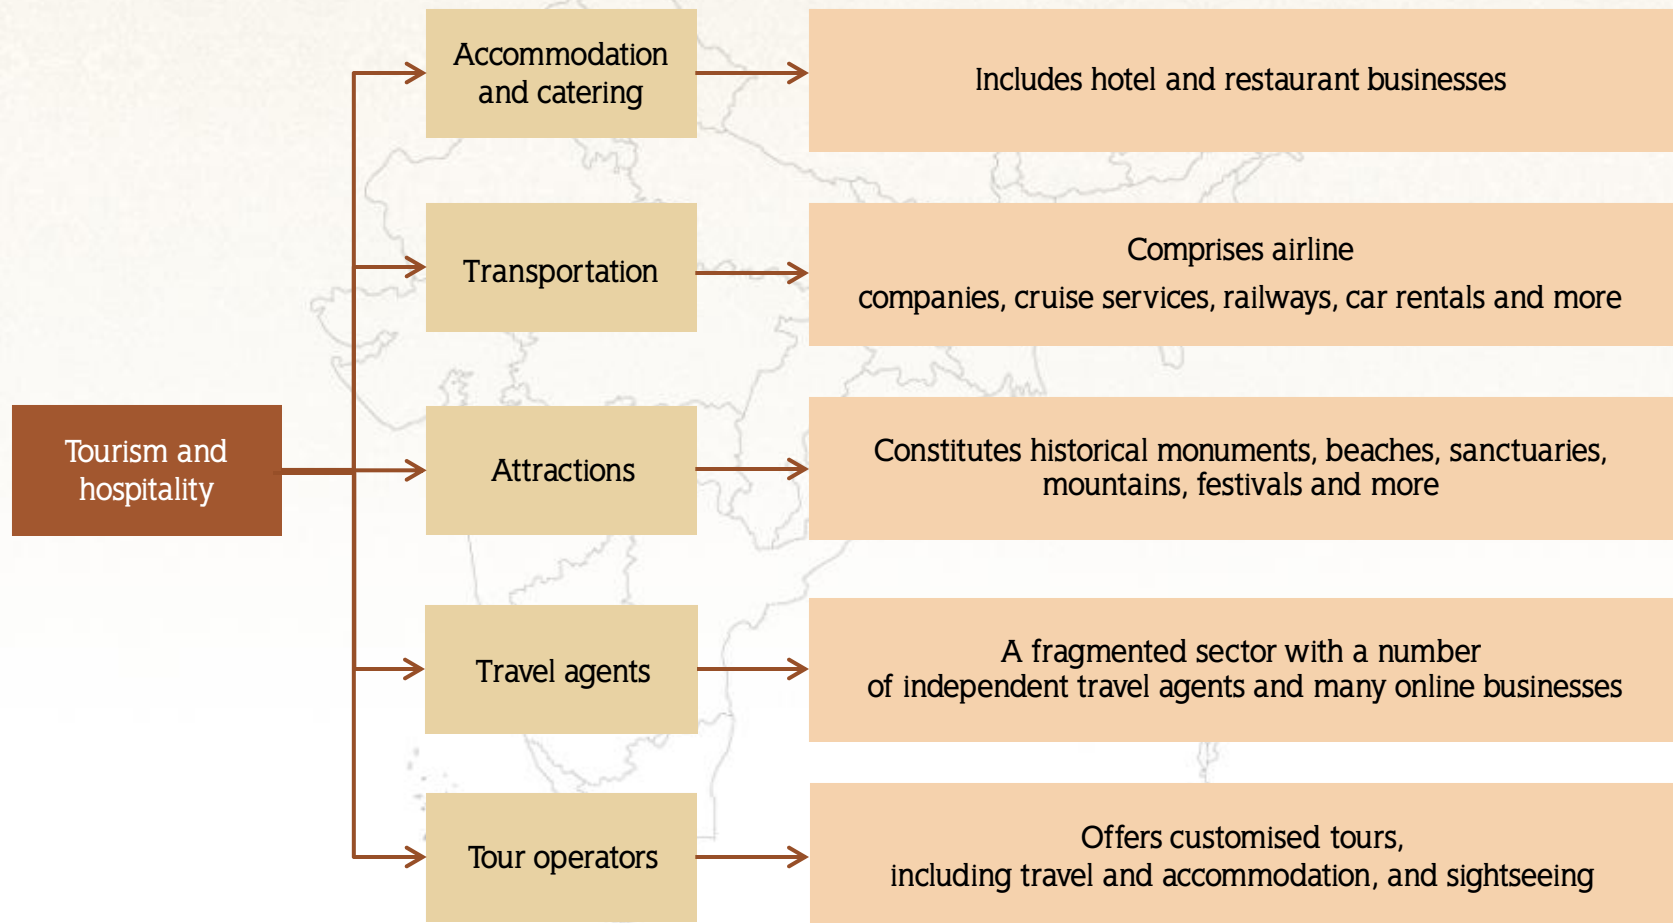 Accommodation
and catering
Includes hotel and restaurant businesses
Transportation
Comprises airline
companies, cruise services, railways, car rentals and more
Tourism and
hospitality
Attractions
Constitutes historical monuments, beaches, sanctuaries,
mountains, festivals and more
Travel agents
A fragmented sector with a number
of independent travel agents and many online businesses
Tour operators
Offers customised tours,
including travel and accommodation, and sightseeing